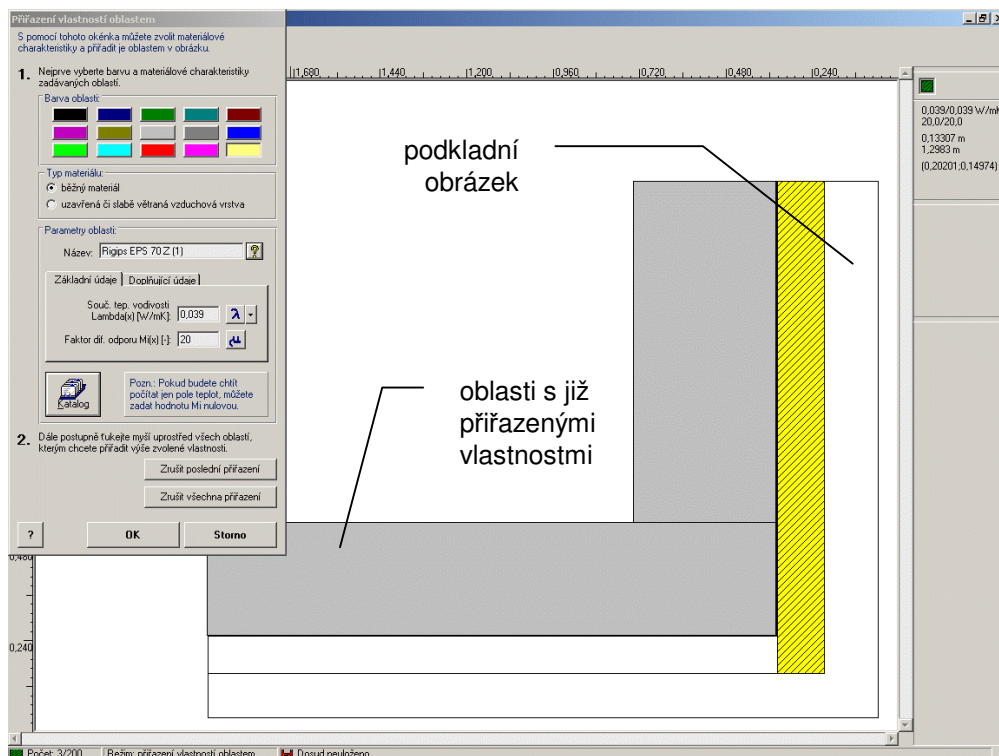 Přiřazení vlastností oblastem
S pomocí tohoto okénka můžete zvolit materiálové
charakteristiky a přiřadit je oblastem v obrázku.
1. Nejprve vyberte barvu a materiálové charakteristiky
zadávaných oblastí.
Barva oblasti:
Typ materiálu:
běžný materiál
uzavřená či slabě větraná vzduchová vrstva
Parametry oblasti:
Název: Rigips EPS 70 Z (1)
Základní údaje Doplňující údaje
Souč. tep. vodivosti
Lambda(x) [W/mK]: 0,039 λ
Faktor dif. odporu Mi(x) [-]: 20 μ
Katalog
Pozn.: Pokud budete chtít
počítat jen pole teplot, můžete
zadat hodnotu Mi nulovou.
2. Dále postupně ťukejte myší uprostřed všech oblastí,
kterým chcete přiřadit výše zvolené vlastnosti.
Zrušit poslední přiřazení
Zrušit všechna přiřazení
? OK Storno
1,680 1,440 1,200 0,960 0,720 0,480 0,240
podkladní
obrázek
oblasti s již
přiřazenými
vlastnostmi
0,039/0,039 W/mK
20,0/20,0
0,13307 m
1,2983 m
(0,20201;0,14974)
0,480
0,240
Počet: 3/200 Režim: přiřazení vlastností oblastem Dosud neuloženo